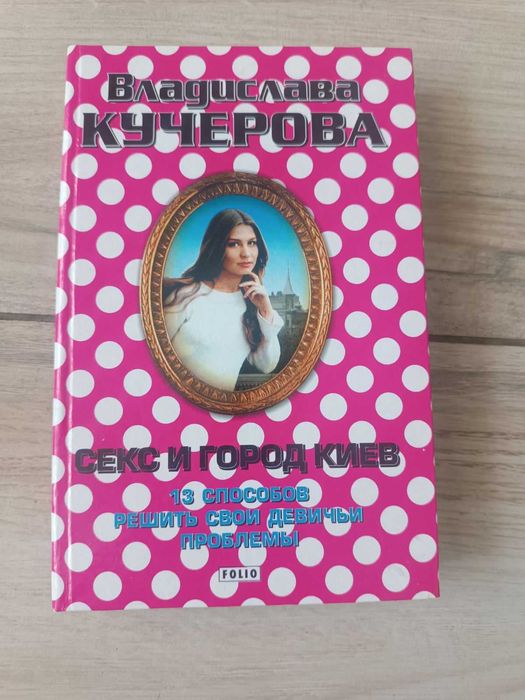 Владислава
КУЧЕРОВА
СЕКС И ГОРОД КИЕВ
13 СПОСОБОВ
РЕШИТЬ СВОИ ДЕВИЧЬИ
ПРОБЛЕМЫ
FOLIO